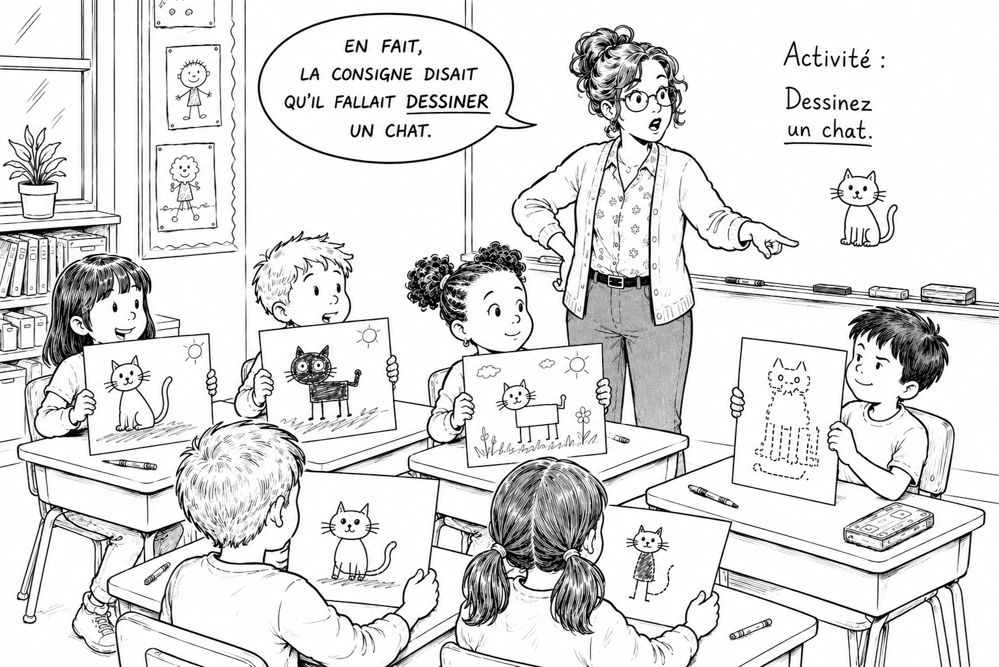 EN FAIT,
LA CONSIGNE DISAIT
QU'IL FALLAIT DESSINER
UN CHAT.
Activité :
Dessinez
un chat.